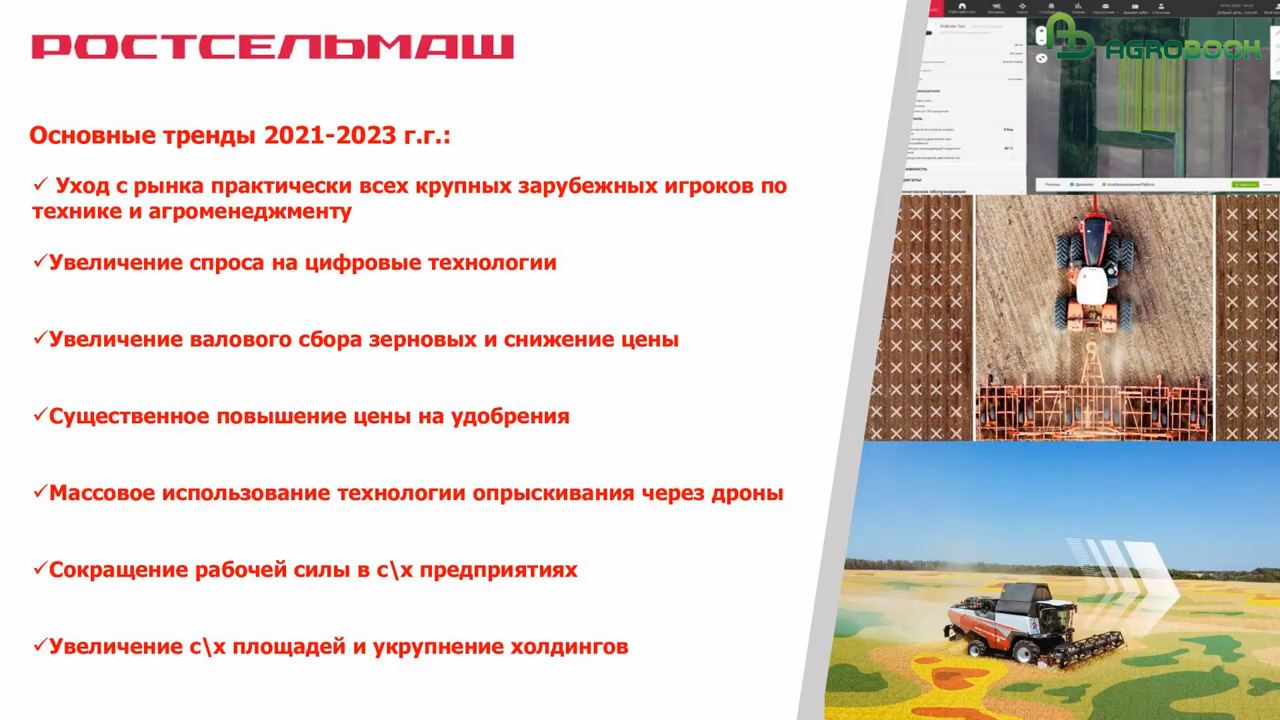 РОСТСЕЛЬМАШ
AGROBOOK
Основные тренды 2021-2023 г.г.:
✓ Уход с рынка практически всех крупных зарубежных игроков по
технике и агроменеджменту
✓Увеличение спроса на цифровые технологии
✓Увеличение валового сбора зерновых и снижение цены
✓Существенное повышение цены на удобрения
✓Массовое использование технологии опрыскивания через дроны
✓Сокращение рабочей силы в с\х предприятиях
✓Увеличение с\х площадей и укрупнение холдингов